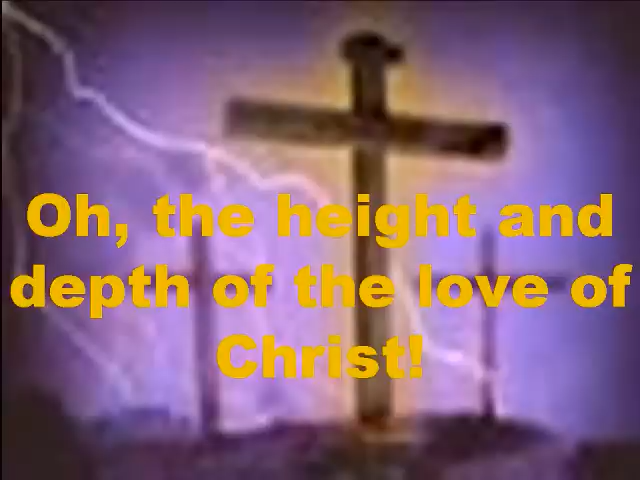 Oh, the height and
depth of the love of
Christ!